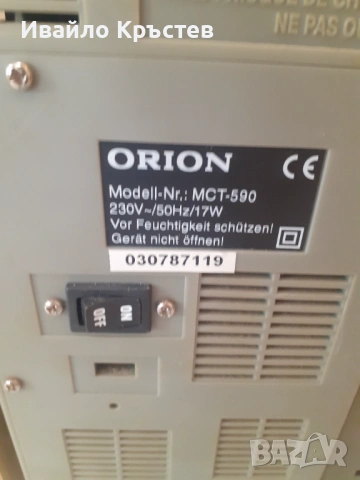 Ивайло Кръстев
NE PAS
ORION
CE
Modell-Nr.: MCT-590
230V~/50Hz/17W
Vor Feuchtigkeit schützen!
Gerät nicht öffnen!
030787119
ON
OFF
BAZAR